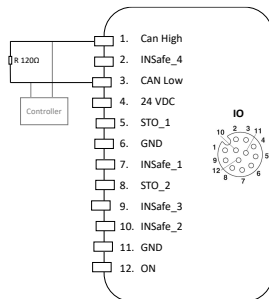 1. Can High
2. INSafe_4
3. CAN Low
4. 24 VDC
5. STO_1
6. GND
7. INSafe_1
8. STO_2
9. INSafe_3
10. INSafe_2
11. GND
12. ON
R 120Ω
Controller
IO
10 2 3 11
1 4
9 5
12 6
8 7